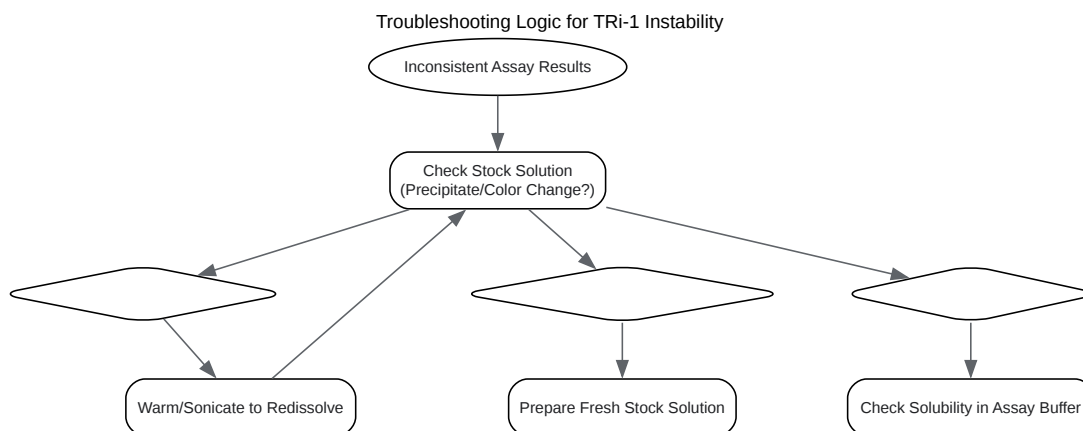 Troubleshooting Logic for TRi-1 Instability
Inconsistent Assay Results
Check Stock Solution
(Precipitate/Color Change?)
Warm/Sonicate to Redissolve
Prepare Fresh Stock Solution
Check Solubility in Assay Buffer